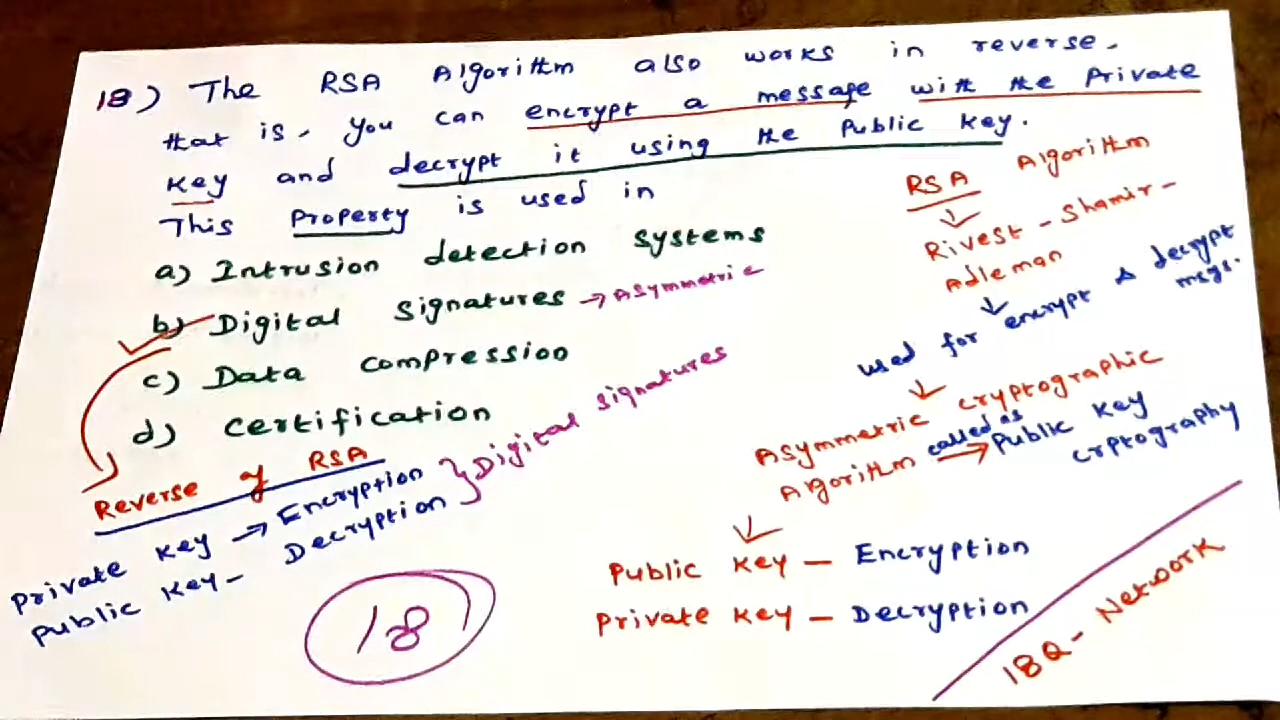 18) The RSA Algorithm also works in reverse.
that is. you can encrypt a message with the Private
key and decrypt it using the Public key.
This Property is used in
a) Intrusion detection systems
b) Digital signatures → Asymmetric
c) Data compression
d) certification
Reverse of RSA
Private key → Encryption
Public key - Decryption
} Digital signatures
18)
RSA Algorithm
Rivest - Shamir -
Adleman
used for encrypt & decrypt
msgs.
Asymmetric cryptographic
Algorithm called as → Public key
crptography
Public key - Encryption
Private key - Decryption
18Q - Network